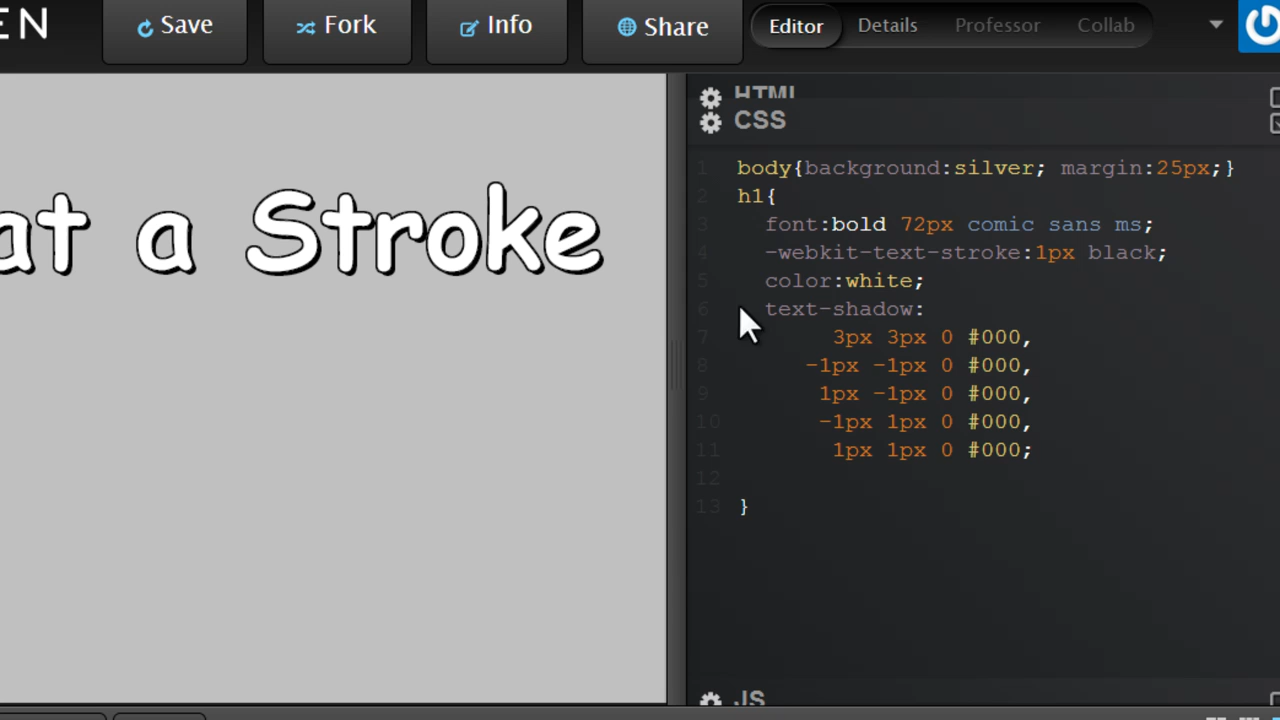 EN
Save
Fork
Info
Share
Editor
Details
Professor
Collab
HTML
CSS
at a Stroke
1 body{background:silver; margin:25px;}
2 h1{
3 font:bold 72px comic sans ms;
4 -webkit-text-stroke:1px black;
5 color:white;
6 text-shadow:
7 3px 3px 0 #000,
8 -1px -1px 0 #000,
9 1px -1px 0 #000,
10 -1px 1px 0 #000,
11 1px 1px 0 #000;
12
13 }
JS